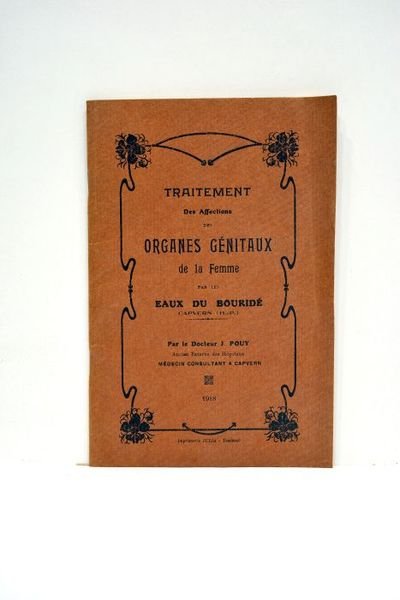 TRAITEMENT
Des Affections
DES
ORGANES GÉNITAUX
de la Femme
PAR LES
EAUX DU BOURIDÉ
CAPVERN (H.-P.)
Par le Docteur J. POUY
Ancien Externe des Hôpitaux
MÉDECIN CONSULTANT A CAPVERN
Imprimerie